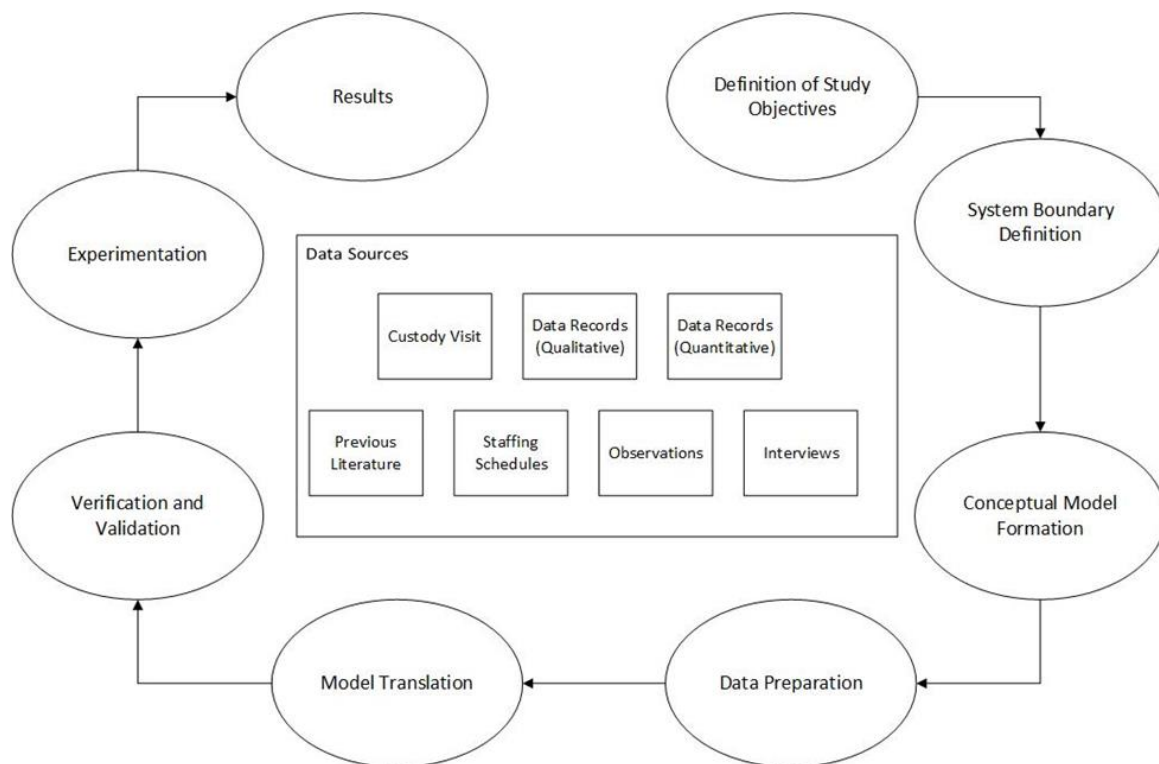 Results
Definition of Study
Objectives
System Boundary
Definition
Experimentation
Data Sources
Custody Visit
Data Records
(Qualitative)
Data Records
(Quantitative)
Previous
Literature
Staffing
Schedules
Observations
Interviews
Verification and
Validation
Conceptual Model
Formation
Model Translation
Data Preparation